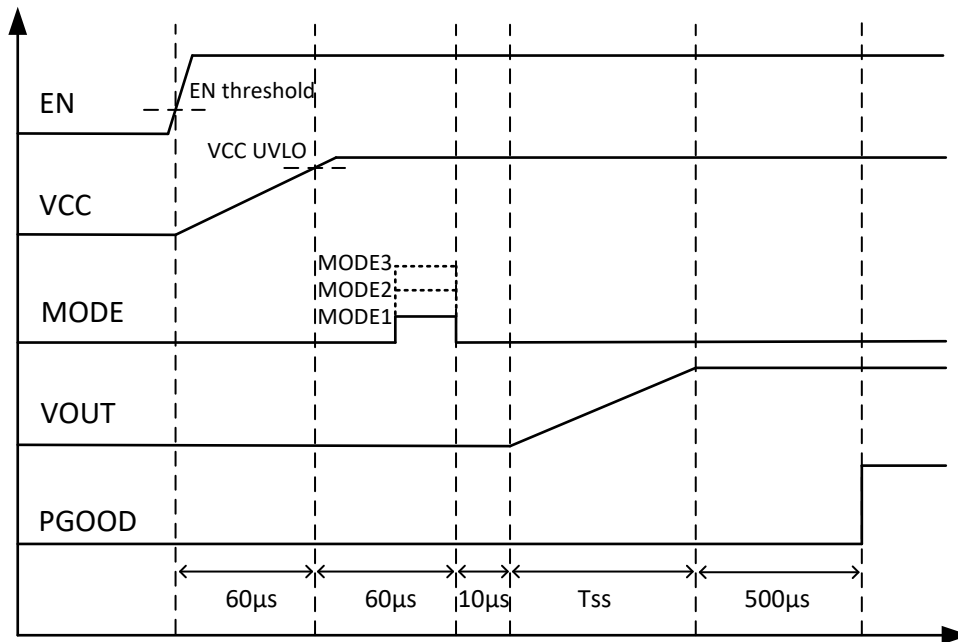 EN
EN threshold
VCC UVLO
VCC
MODE3
MODE2
MODE1
MODE
VOUT
PGOOD
60µs
60µs
10µs
Tss
500µs